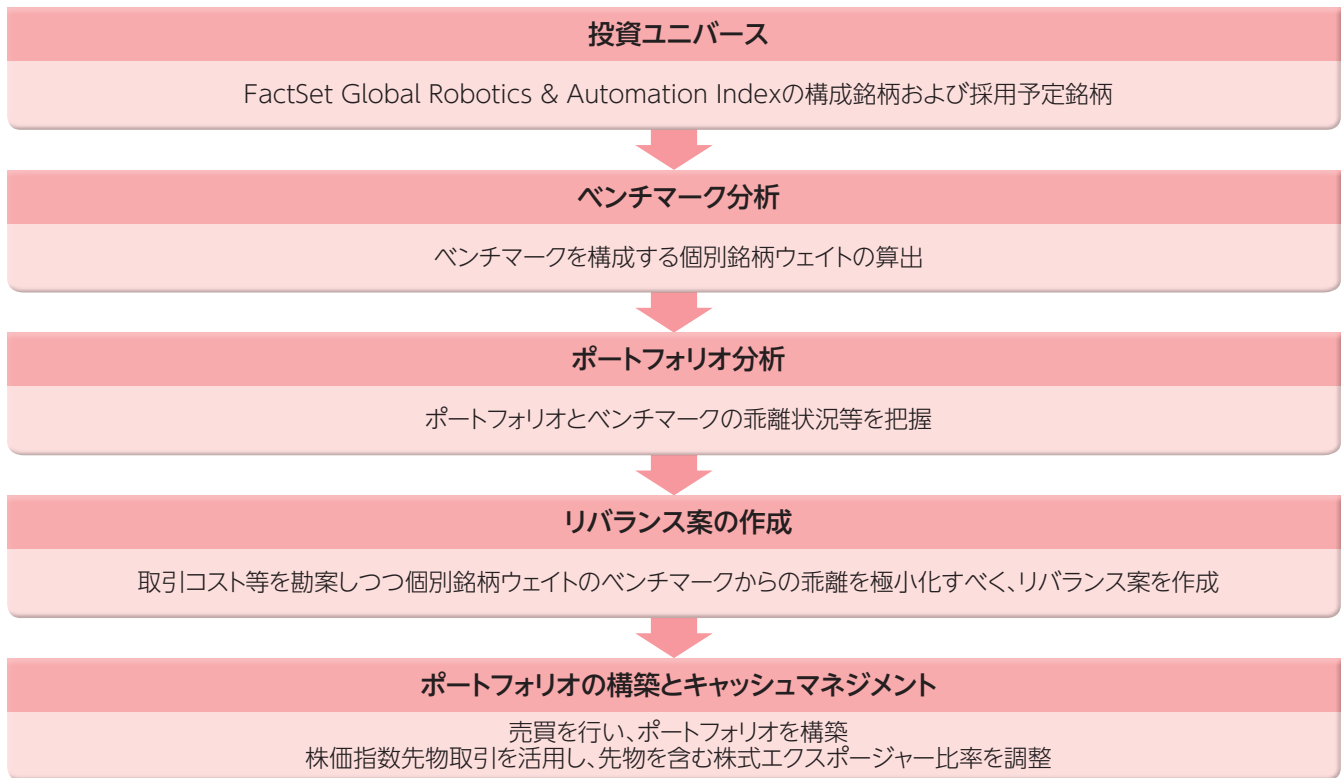 投資ユニバース
FactSet Global Robotics & Automation Indexの構成銘柄および採用予定銘柄
ベンチマーク分析
ベンチマークを構成する個別銘柄ウェイトの算出
ポートフォリオ分析
ポートフォリオとベンチマークの乖離状況等を把握
リバランス案の作成
取引コスト等を勘案しつつ個別銘柄ウェイトのベンチマークからの乖離を極小化すべく、リバランス案を作成
ポートフォリオの構築とキャッシュマネジメント
売買を行い、ポートフォリオを構築
株価指数先物取引を活用し、先物を含む株式エクスポージャー比率を調整